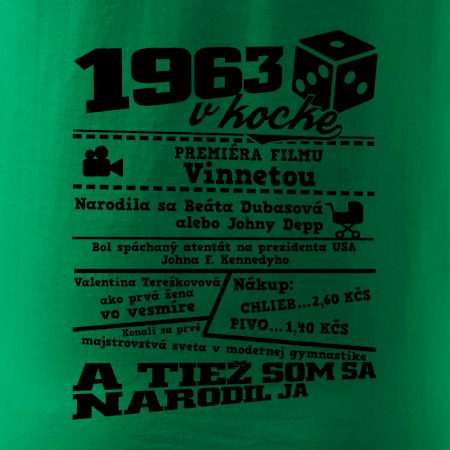 1963
v kocke
PREMIÉRA FILMU
Vinnetou
Narodila sa Beáta Dubasová
alebo Johny Depp
Bol spáchaný atentát na prezidenta USA
Johna F. Kennedyho
Valentina Tereškovová
ako prvá žena
vo vesmíre
Nákup:
CHLIEB...2,60 KČS
PIVO...1,40 KČS
Konali sa prvé
majstrovstvá sveta v modernej gymnastike
A TIEŽ SOM SA
NARODIL JA